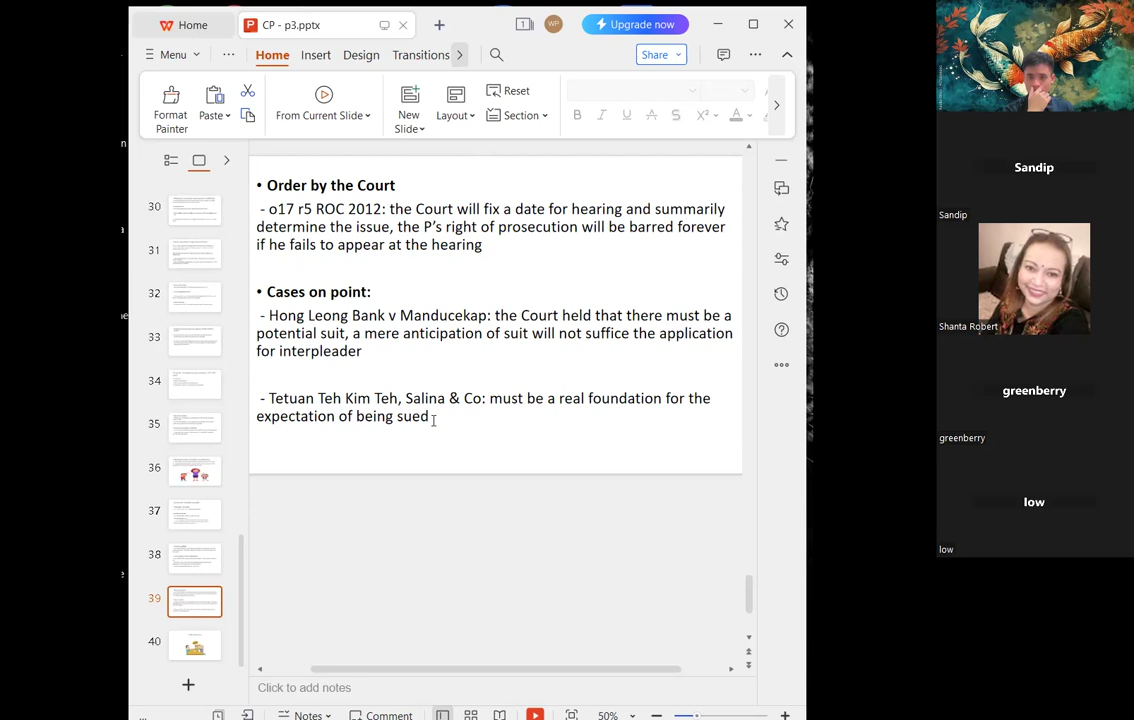 Home
CP - p3.pptx
1
WP
Upgrade now
Menu
Home
Insert
Design
Transitions
Share
Format
Painter
Paste
From Current Slide
New
Slide
Layout
Reset
Section
B I U A S X² A
30
31
32
33
34
35
36
37
38
39
40
• Order by the Court
- o17 r5 ROC 2012: the Court will fix a date for hearing and summarily
determine the issue, the P's right of prosecution will be barred forever
if he fails to appear at the hearing
• Cases on point:
- Hong Leong Bank v Manducekap: the Court held that there must be a
potential suit, a mere anticipation of suit will not suffice the application
for interpleader
- Tetuan Teh Kim Teh, Salina & Co: must be a real foundation for the
expectation of being sued
Click to add notes
Notes
Comment
50%
Sandip
Sandip
Shanta Robert
greenberry
greenberry
low
low